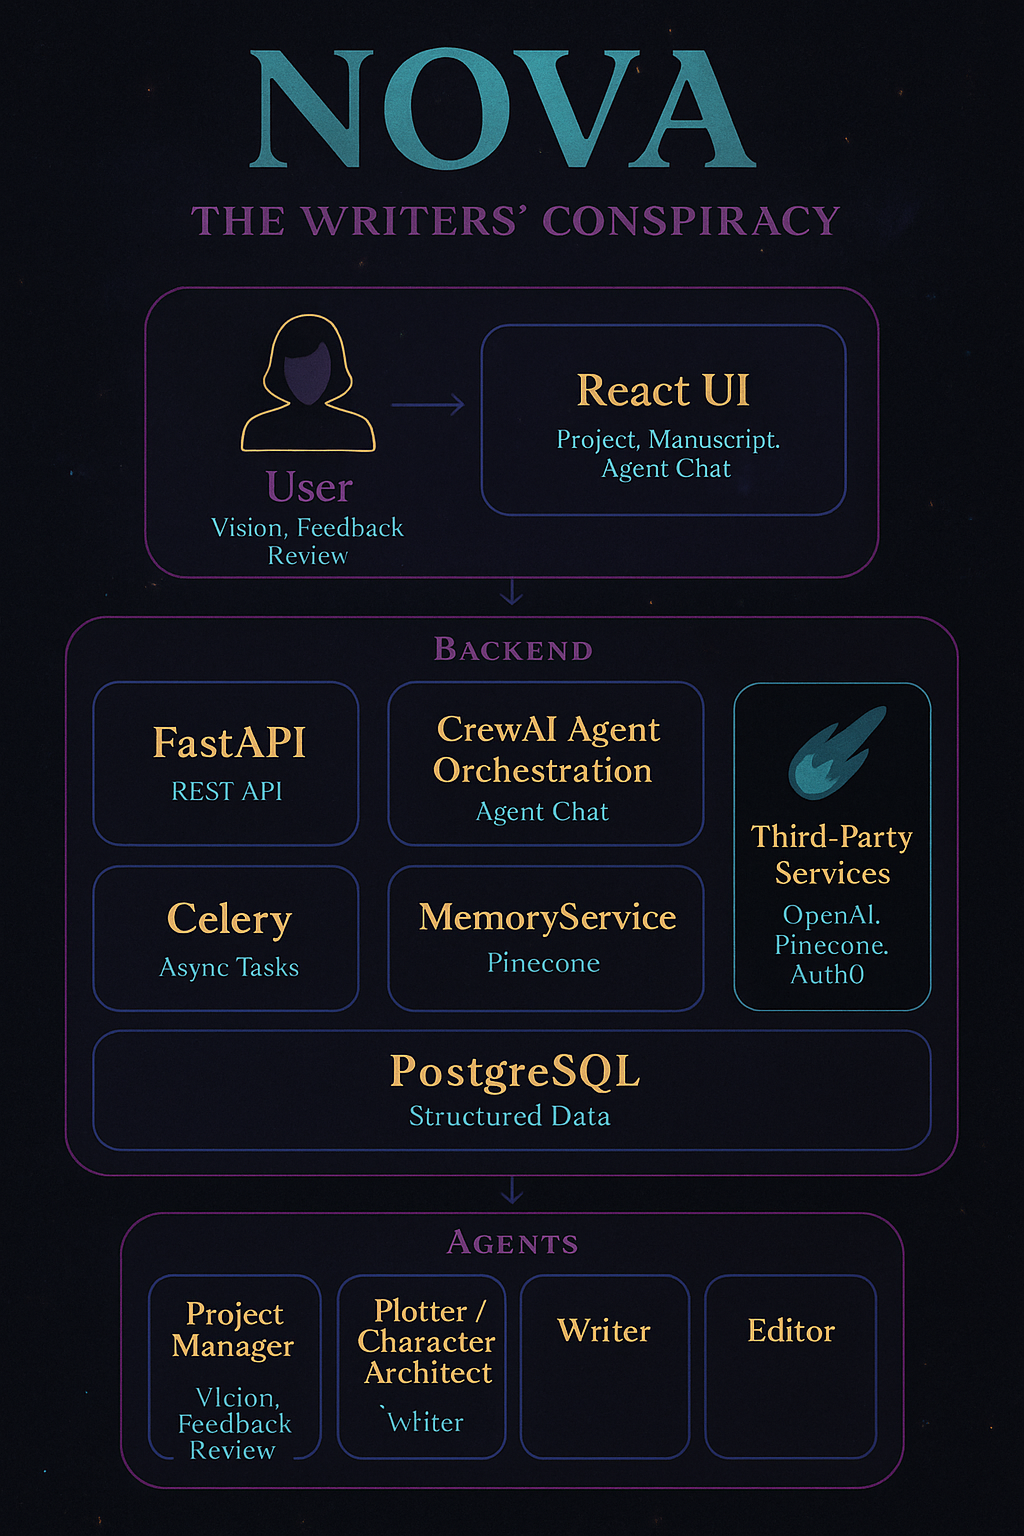 NOVA
THE WRITERS’ CONSPIRACY
User
Vision, Feedback
Review
React UI
Project, Manuscript.
Agent Chat
BACKEND
FastAPI
REST API
CrewAI Agent
Orchestration
Agent Chat
Third-Party
Services
OpenAI.
Pinecone.
Auth0
Celery
Async Tasks
MemoryService
Pinecone
PostgreSQL
Structured Data
AGENTS
Project
Manager
VIcion,
Feedback
Review
Plotter /
Character
Architect
Writer
Writer
Editor